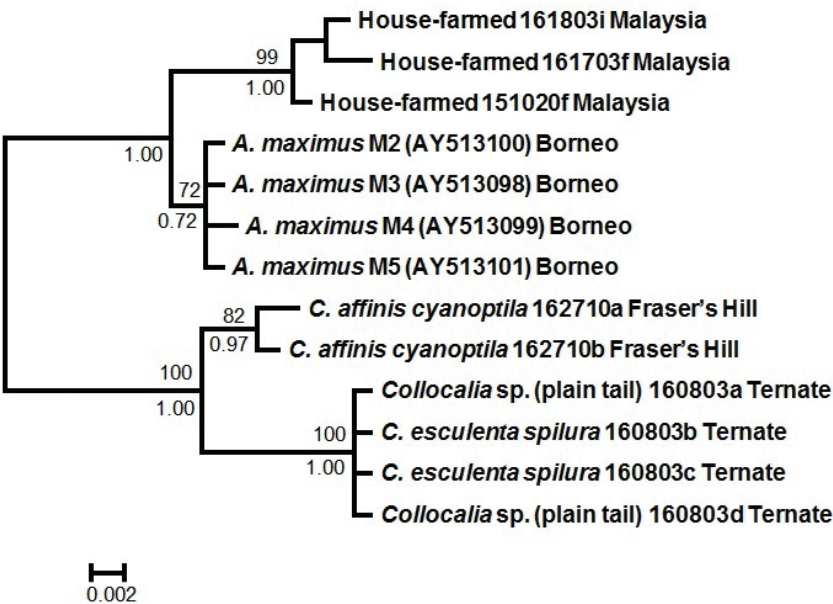 House-farmed 161803i Malaysia
99
House-farmed 161703f Malaysia
1.00
House-farmed 151020f Malaysia
1.00
A. maximus M2 (AY513100) Borneo
72
A. maximus M3 (AY513098) Borneo
0.72
A. maximus M4 (AY513099) Borneo
A. maximus M5 (AY513101) Borneo
82
C. affinis cyanoptila 162710a Fraser's Hill
0.97
C. affinis cyanoptila 162710b Fraser's Hill
100
1.00
Collocalia sp. (plain tail) 160803a Ternate
100
C. esculenta spilura 160803b Ternate
1.00
C. esculenta spilura 160803c Ternate
Collocalia sp. (plain tail) 160803d Ternate
0.002